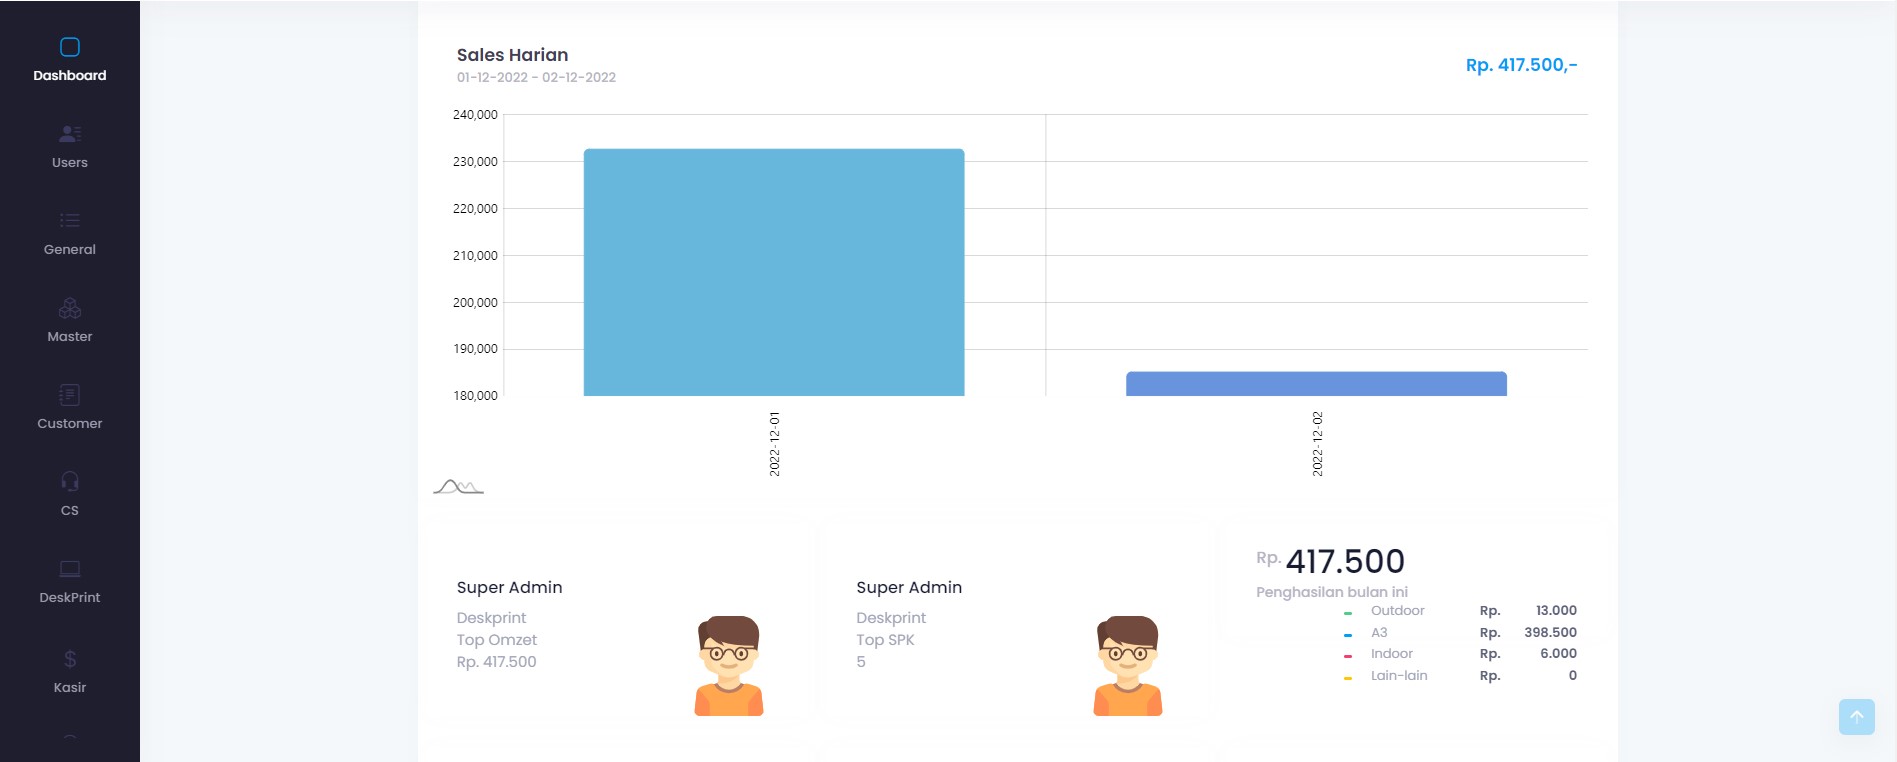 Dashboard
Users
General
Master
Customer
CS
DeskPrint
Kasir
Sales Harian
01-12-2022 - 02-12-2022
Rp. 417.500,-
240,000
230,000
220,000
210,000
200,000
190,000
180,000
2022-12-01
2022-12-02
Super Admin
Deskprint
Top Omzet
Rp. 417.500
Super Admin
Deskprint
Top SPK
5
Rp. 417.500
Penghasilan bulan ini
Outdoor Rp. 13.000
A3 Rp. 398.500
Indoor Rp. 6.000
Lain-lain Rp. 0